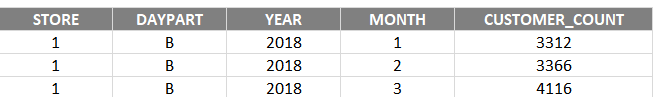 STORE DAYPART YEAR MONTH CUSTOMER_COUNT
1 B 2018 1 3312
1 B 2018 2 3366
1 B 2018 3 4116